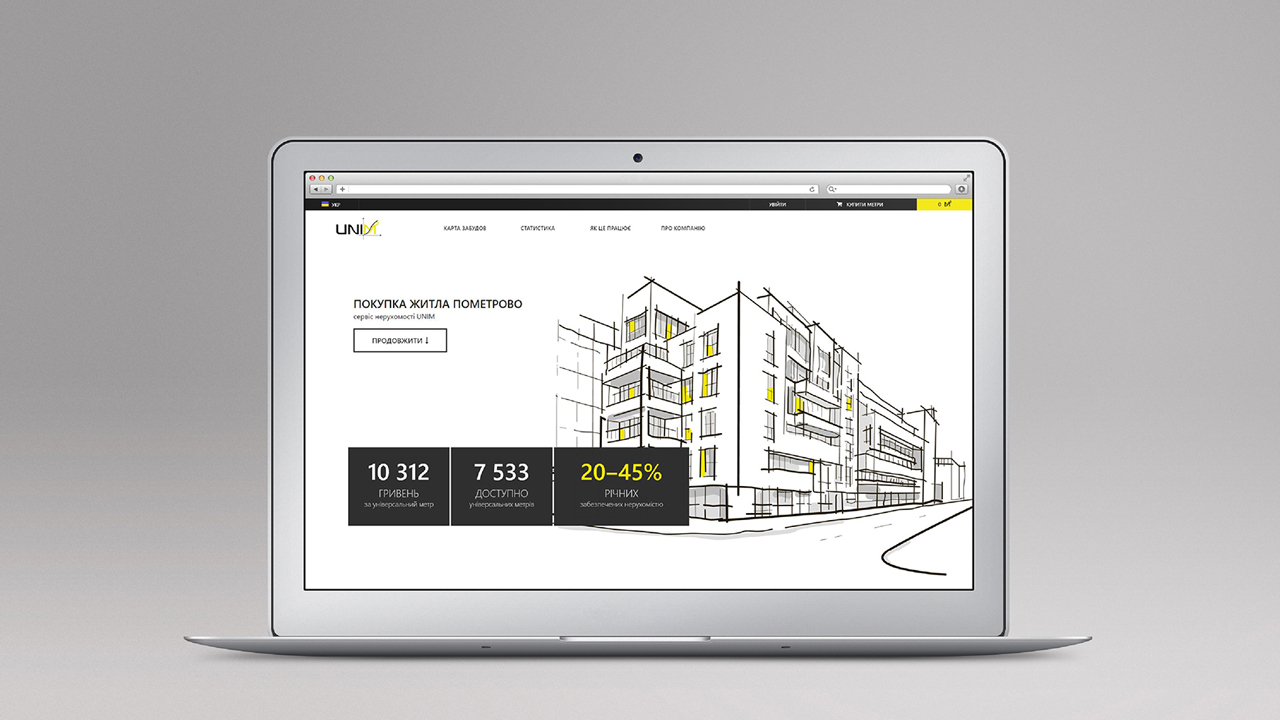 УКР
УВІЙТИ
КУПИТИ МЕТРИ
0 М²
UNIM
КАРТА ЗАБУДОВ
СТАТИСТИКА
ЯК ЦЕ ПРАЦЮЄ
ПРО КОМПАНІЮ
ПОКУПКА ЖИТЛА ПОМЕТРОВО
сервіс нерухомості UNIM
ПРОДОВЖИТИ
10 312
ГРИВЕНЬ
за універсальний метр
7 533
ДОСТУПНО
універсальних метрів
20–45%
РІЧНИХ
забезпечених нерухомістю